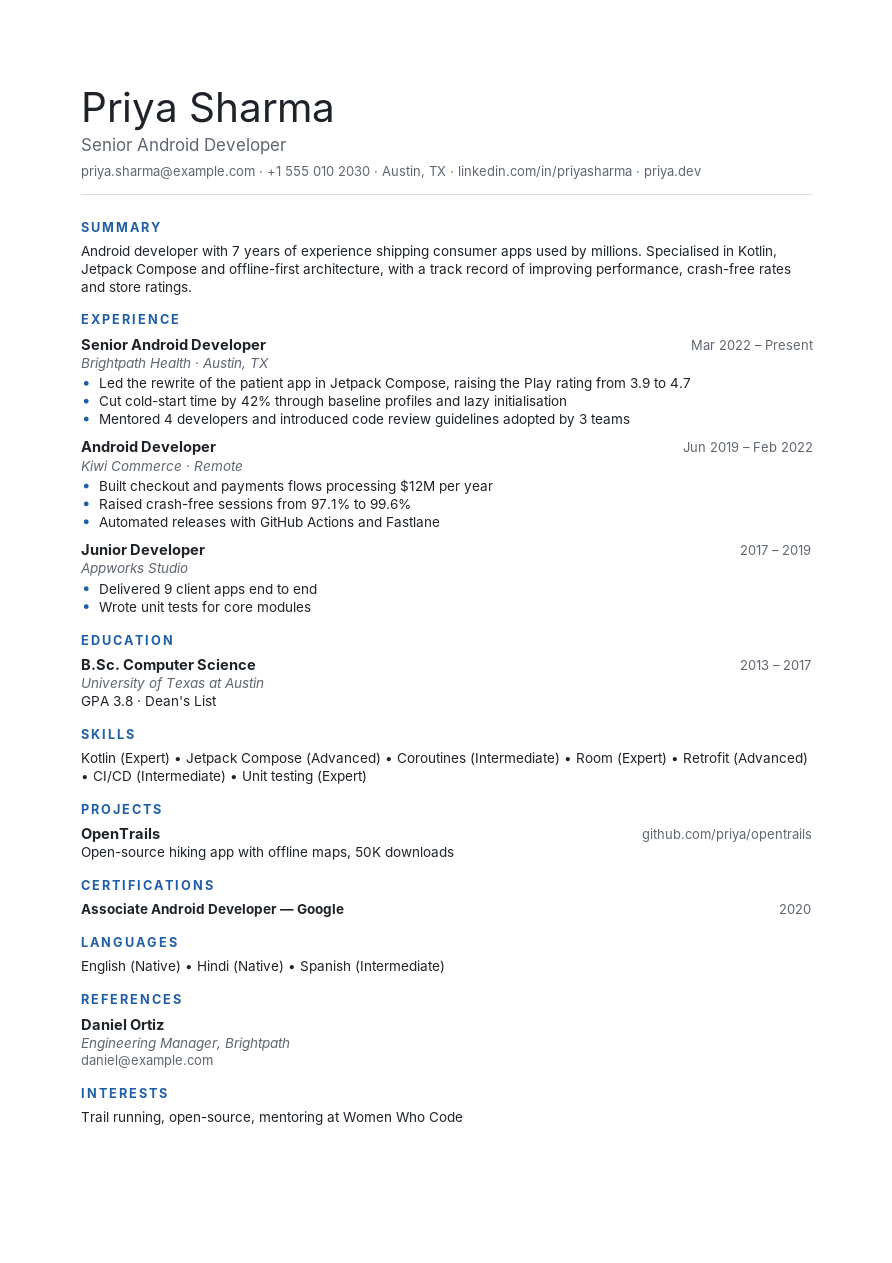 Priya Sharma
Senior Android Developer
priya.sharma@example.com · +1 555 010 2030 · Austin, TX · linkedin.com/in/priyasharma · priya.dev
SUMMARY
Android developer with 7 years of experience shipping consumer apps used by millions. Specialised in Kotlin,
Jetpack Compose and offline-first architecture, with a track record of improving performance, crash-free rates
and store ratings.
EXPERIENCE
Senior Android Developer Mar 2022 – Present
Brightpath Health · Austin, TX
• Led the rewrite of the patient app in Jetpack Compose, raising the Play rating from 3.9 to 4.7
• Cut cold-start time by 42% through baseline profiles and lazy initialisation
• Mentored 4 developers and introduced code review guidelines adopted by 3 teams
Android Developer Jun 2019 – Feb 2022
Kiwi Commerce · Remote
• Built checkout and payments flows processing $12M per year
• Raised crash-free sessions from 97.1% to 99.6%
• Automated releases with GitHub Actions and Fastlane
Junior Developer 2017 – 2019
Appworks Studio
• Delivered 9 client apps end to end
• Wrote unit tests for core modules
EDUCATION
B.Sc. Computer Science 2013 – 2017
University of Texas at Austin
GPA 3.8 · Dean's List
SKILLS
Kotlin (Expert) • Jetpack Compose (Advanced) • Coroutines (Intermediate) • Room (Expert) • Retrofit (Advanced)
• CI/CD (Intermediate) • Unit testing (Expert)
PROJECTS
OpenTrails github.com/priya/opentrails
Open-source hiking app with offline maps, 50K downloads
CERTIFICATIONS
Associate Android Developer — Google 2020
LANGUAGES
English (Native) • Hindi (Native) • Spanish (Intermediate)
REFERENCES
Daniel Ortiz
Engineering Manager, Brightpath
daniel@example.com
INTERESTS
Trail running, open-source, mentoring at Women Who Code